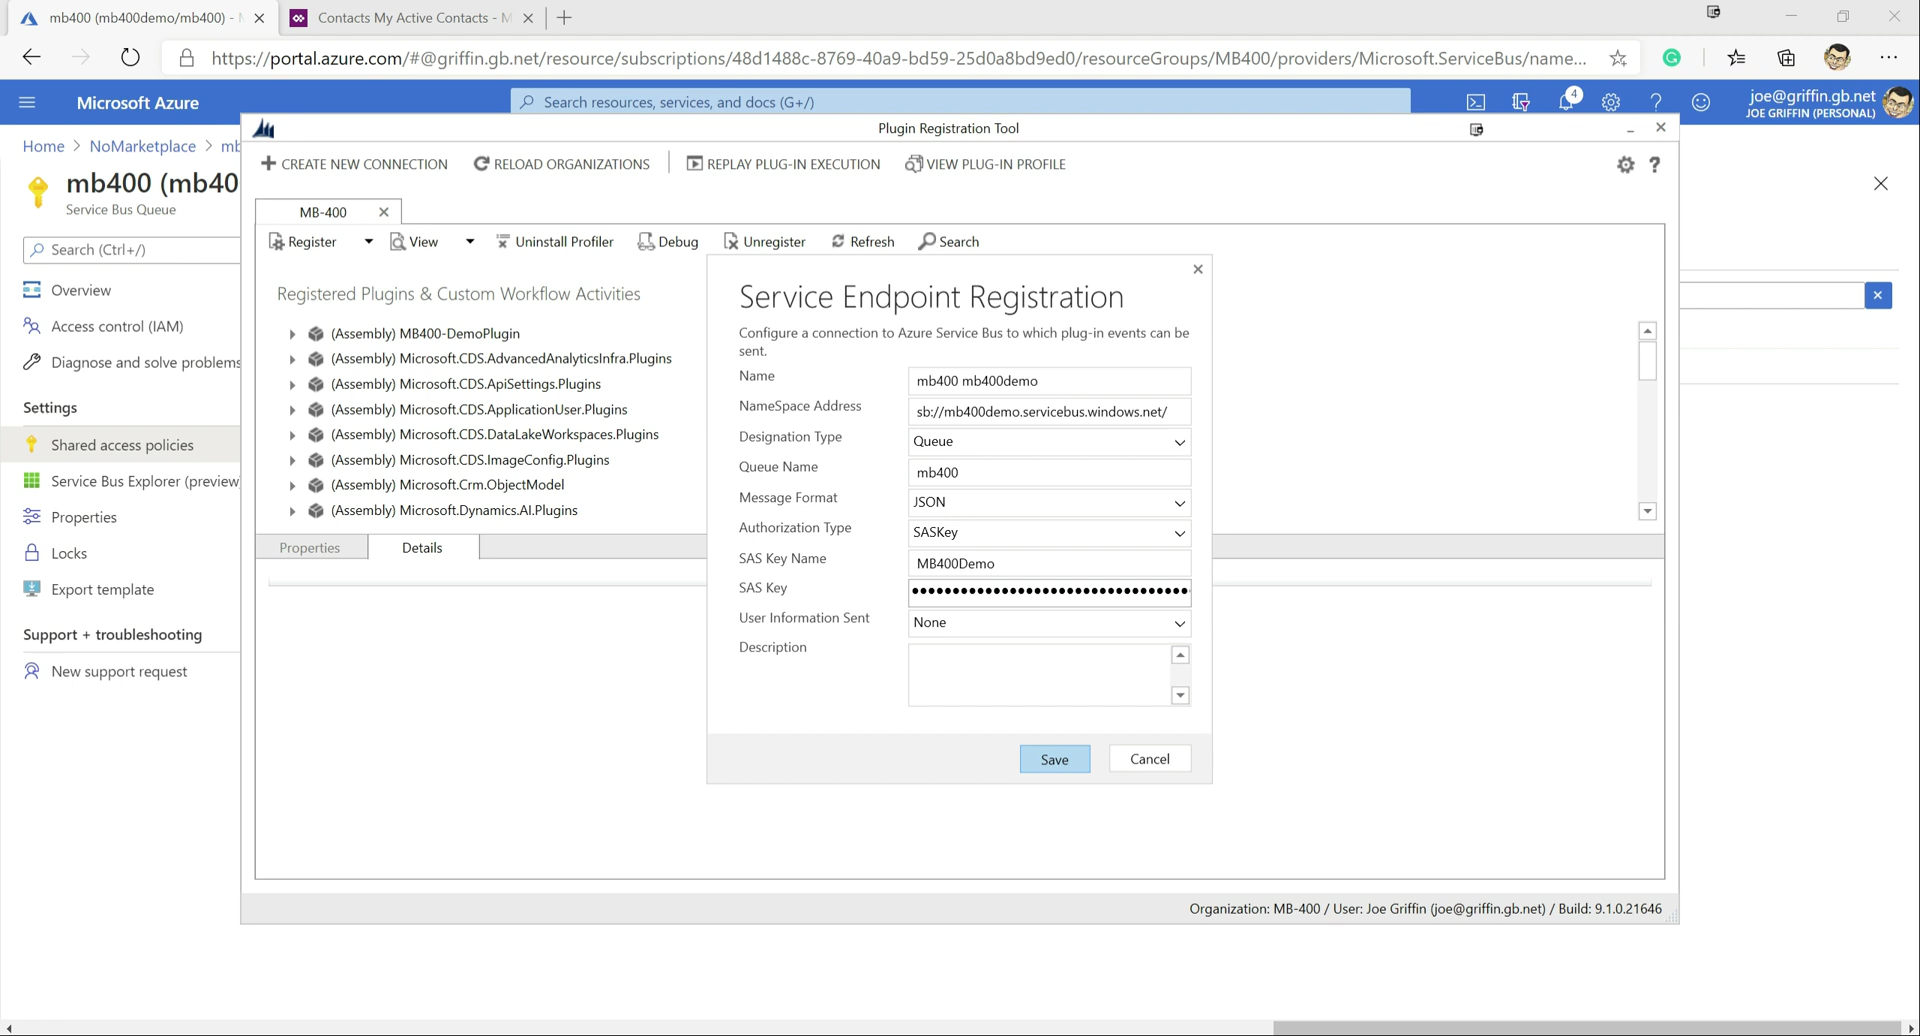 mb400 (mb400demo/mb400) -
Contacts My Active Contacts - M
https://portal.azure.com/#@griffin.gb.net/resource/subscriptions/48d1488c-8769-40a9-bd59-25d0a8bd9ed0/resourceGroups/MB400/providers/Microsoft.ServiceBus/name...
Microsoft Azure
Search resources, services, and docs (G+/)
4
joe@griffin.gb.net
JOE GRIFFIN (PERSONAL)
Home > NoMarketplace > mb
mb400 (mb40
Service Bus Queue
Search (Ctrl+/)
Overview
Access control (IAM)
Diagnose and solve problems
Settings
Shared access policies
Service Bus Explorer (preview
Properties
Locks
Export template
Support + troubleshooting
New support request
Plugin Registration Tool
CREATE NEW CONNECTION
RELOAD ORGANIZATIONS
REPLAY PLUG-IN EXECUTION
VIEW PLUG-IN PROFILE
MB-400
Register
View
Uninstall Profiler
Debug
Unregister
Refresh
Search
Registered Plugins & Custom Workflow Activities
(Assembly) MB400-DemoPlugin
(Assembly) Microsoft.CDS.AdvancedAnalyticsInfra.Plugins
(Assembly) Microsoft.CDS.ApiSettings.Plugins
(Assembly) Microsoft.CDS.ApplicationUser.Plugins
(Assembly) Microsoft.CDS.DataLakeWorkspaces.Plugins
(Assembly) Microsoft.CDS.ImageConfig.Plugins
(Assembly) Microsoft.Crm.ObjectModel
(Assembly) Microsoft.Dynamics.AI.Plugins
Properties
Details
Service Endpoint Registration
Configure a connection to Azure Service Bus to which plug-in events can be
sent.
Name
mb400 mb400demo
NameSpace Address
sb://mb400demo.servicebus.windows.net/
Designation Type
Queue
Queue Name
mb400
Message Format
JSON
Authorization Type
SASKey
SAS Key Name
MB400Demo
SAS Key
User Information Sent
None
Description
Save
Cancel
Organization: MB-400 / User: Joe Griffin (joe@griffin.gb.net) / Build: 9.1.0.21646